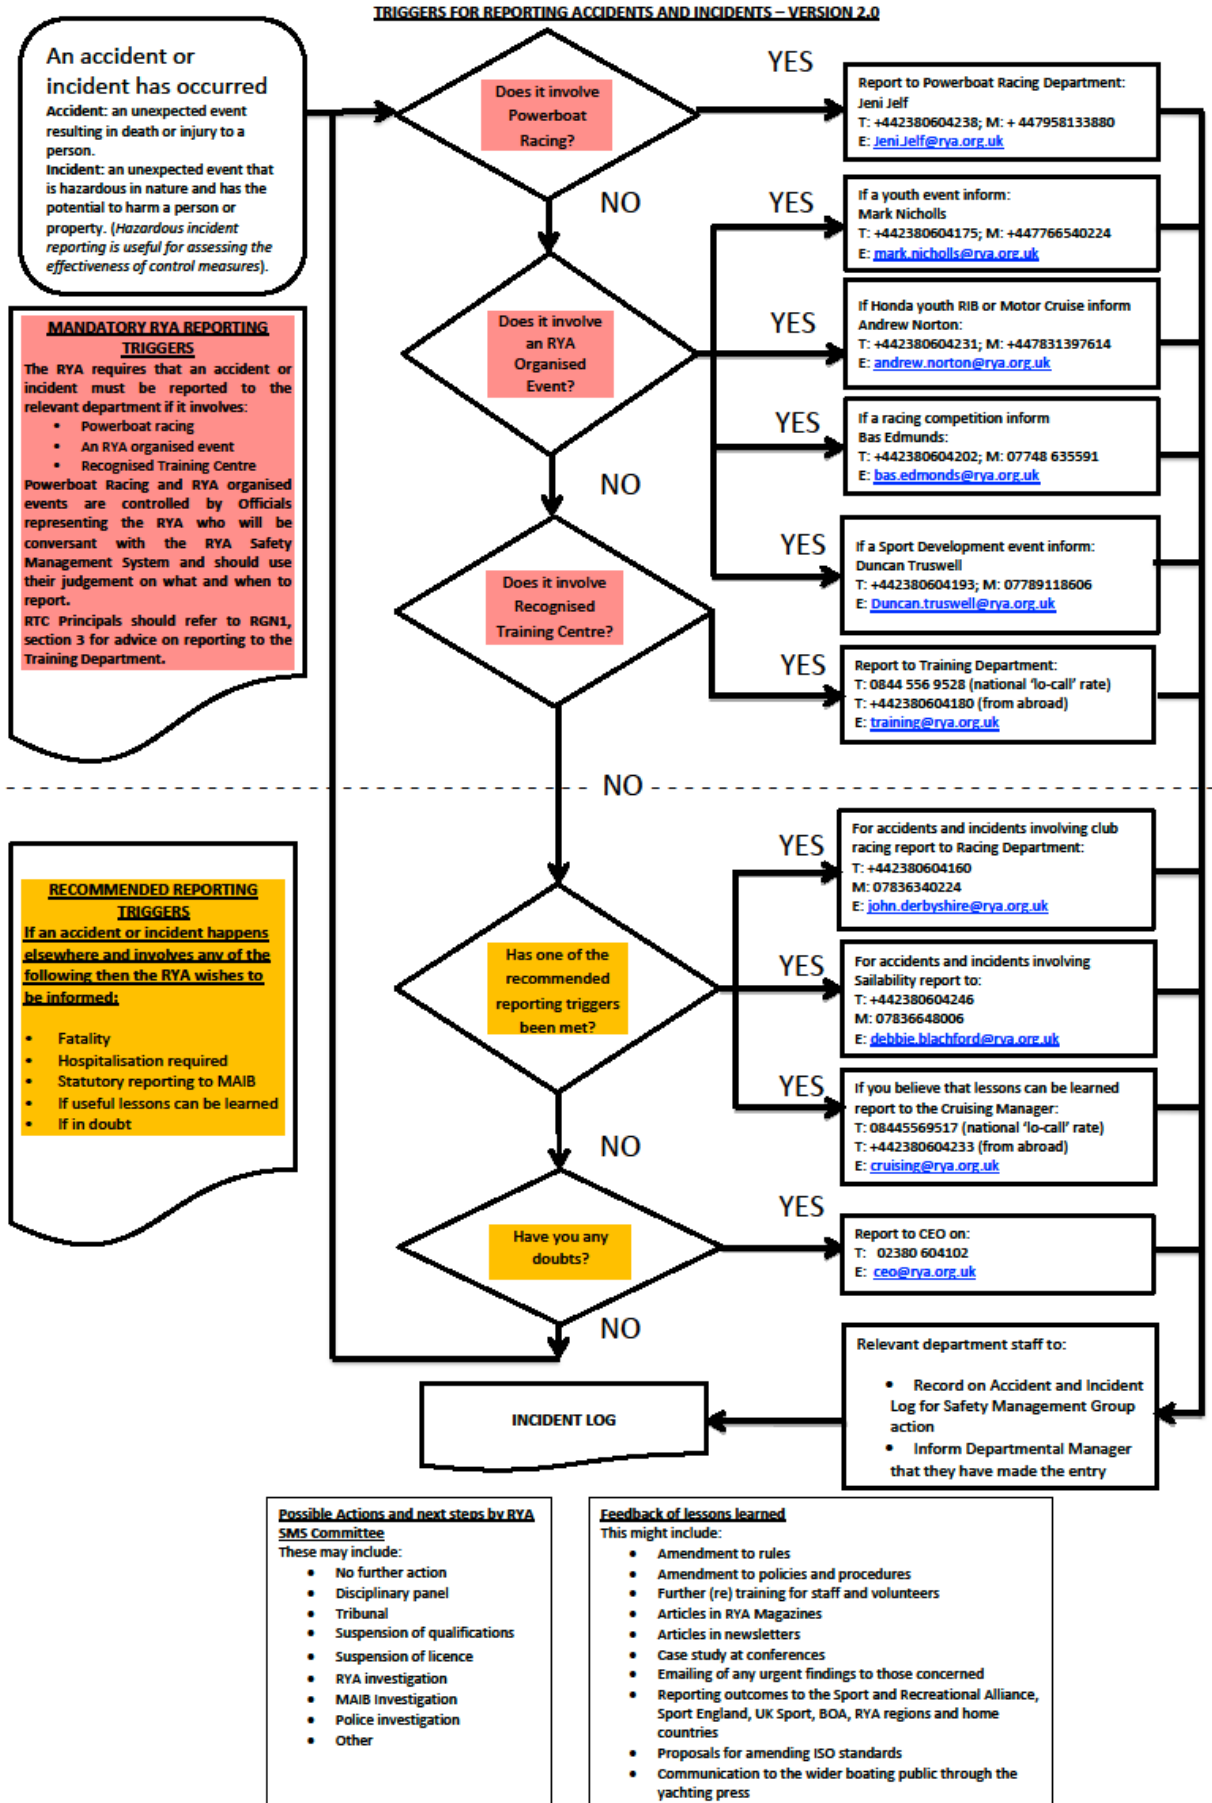 TRIGGERS FOR REPORTING ACCIDENTS AND INCIDENTS – VERSION 2.0
An accident or
incident has occurred
Accident: an unexpected event
resulting in death or injury to a
person.
Incident: an unexpected event that
is hazardous in nature and has the
potential to harm a person or
property. (Hazardous incident
reporting is useful for assessing the
effectiveness of control measures).
Does it involve
Powerboat
Racing?
YES
Report to Powerboat Racing Department:
Jeni Jelf
T: +442380604238; M: + 447958133880
E: Jeni.Jelf@rya.org.uk
NO
MANDATORY RYA REPORTING
TRIGGERS
The RYA requires that an accident or
incident must be reported to the
relevant department if it involves:
• Powerboat racing
• An RYA organised event
• Recognised Training Centre
Powerboat Racing and RYA organised
events are controlled by Officials
representing the RYA who will be
conversant with the RYA Safety
Management System and should use
their judgement on what and when to
report.
RTC Principals should refer to RGN1,
section 3 for advice on reporting to the
Training Department.
Does it involve
an RYA
Organised
Event?
YES
If a youth event inform:
Mark Nicholls
T: +442380604175; M: +447766540224
E: mark.nicholls@rya.org.uk
YES
If Honda youth RIB or Motor Cruise inform
Andrew Norton:
T: +442380604231; M: +447831397614
E: andrew.norton@rya.org.uk
YES
If a racing competition inform
Bas Edmunds:
T: +442380604202; M: 07748 635591
E: bas.edmonds@rya.org.uk
YES
If a Sport Development event inform:
Duncan Truswell
T: +442380604193; M: 07789118606
E: Duncan.truswell@rya.org.uk
NO
Does it involve
Recognised
Training Centre?
YES
Report to Training Department:
T: 0844 556 9528 (national 'lo-call' rate)
T: +442380604180 (from abroad)
E: training@rya.org.uk
NO
RECOMMENDED REPORTING
TRIGGERS
If an accident or incident happens
elsewhere and involves any of the
following then the RYA wishes to
be informed:
• Fatality
• Hospitalisation required
• Statutory reporting to MAIB
• If useful lessons can be learned
• If in doubt
Has one of the
recommended
reporting triggers
been met?
YES
For accidents and incidents involving club
racing report to Racing Department:
T: +442380604160
M: 07836340224
E: john.derbyshire@rya.org.uk
YES
For accidents and incidents involving
Sailability report to:
T: +442380604246
M: 07836648006
E: debbie.blachford@rya.org.uk
YES
If you believe that lessons can be learned
report to the Cruising Manager:
T: 08445569517 (national 'lo-call' rate)
T: +442380604233 (from abroad)
E: cruising@rya.org.uk
NO
Have you any
doubts?
YES
Report to CEO on:
T: 02380 604102
E: ceo@rya.org.uk
NO
Relevant department staff to:
• Record on Accident and Incident
Log for Safety Management Group
action
• Inform Departmental Manager
that they have made the entry
INCIDENT LOG
Possible Actions and next steps by RYA
SMS Committee
These may include:
• No further action
• Disciplinary panel
• Tribunal
• Suspension of qualifications
• Suspension of licence
• RYA investigation
• MAIB Investigation
• Police investigation
• Other
Feedback of lessons learned
This might include:
• Amendment to rules
• Amendment to policies and procedures
• Further (re) training for staff and volunteers
• Articles in RYA Magazines
• Articles in newsletters
• Case study at conferences
• Emailing of any urgent findings to those concerned
• Reporting outcomes to the Sport and Recreational Alliance,
Sport England, UK Sport, BOA, RYA regions and home
countries
• Proposals for amending ISO standards
• Communication to the wider boating public through the
yachting press